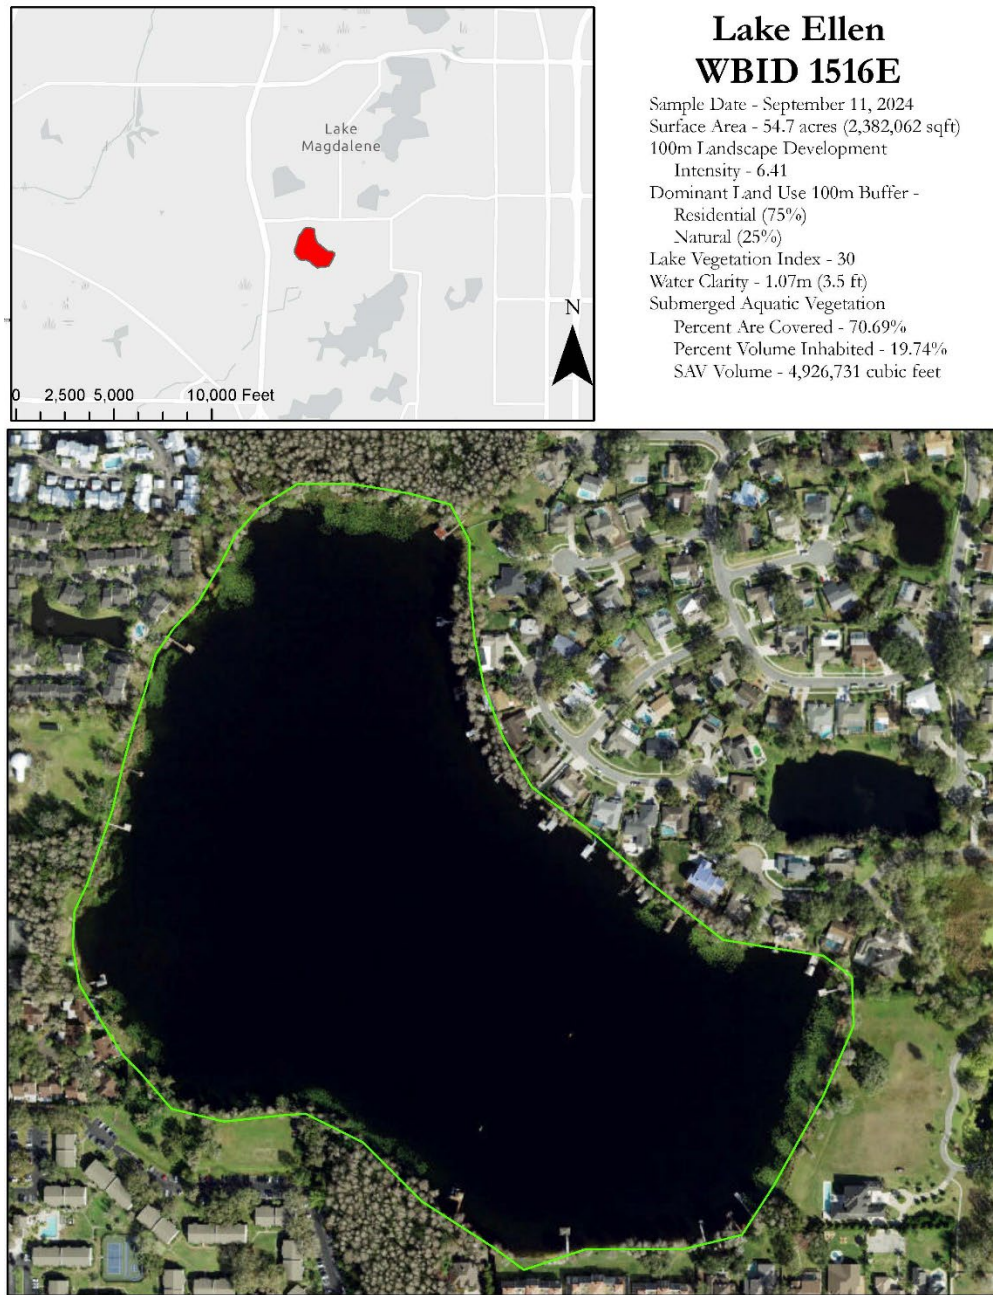 Lake Ellen
WBID 1516E
Sample Date - September 11, 2024
Surface Area - 54.7 acres (2,382,062 sqft)
100m Landscape Development
Intensity - 6.41
Dominant Land Use 100m Buffer -
Residential (75%)
Natural (25%)
Lake Vegetation Index - 30
Water Clarity - 1.07m (3.5 ft)
Submerged Aquatic Vegetation
Percent Are Covered - 70.69%
Percent Volume Inhabited - 19.74%
SAV Volume - 4,926,731 cubic feet
Lake
Magdalene
N
0 2,500 5,000 10,000 Feet